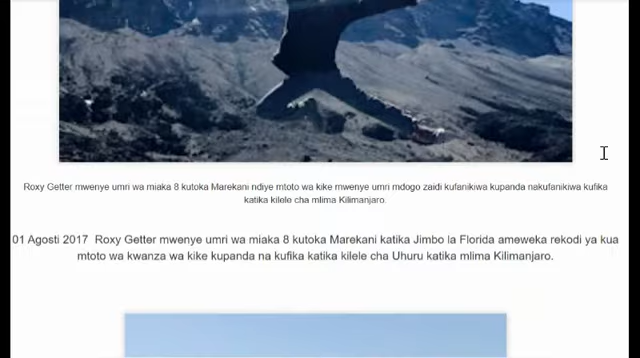 Roxy Getter mwenye umri wa miaka 8 kutoka Marekani ndiye mtoto wa kike mwenye umri mdogo zaidi kufanikiwa kupanda nakufanikiwa kufika
katika kilele cha mlima Kilimanjaro.
01 Agosti 2017 Roxy Getter mwenye umri wa miaka 8 kutoka Marekani katika Jimbo la Florida ameweka rekodi ya kua
mtoto wa kwanza wa kike kupanda na kufika katika kilele cha Uhuru katika mlima Kilimanjaro.